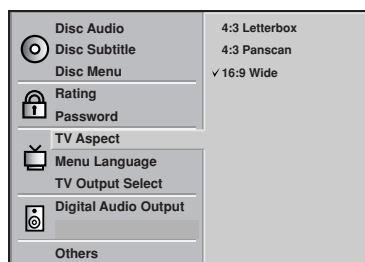 Disc Audio
Disc Subtitle
Disc Menu
Rating
Password
TV Aspect
Menu Language
TV Output Select
Digital Audio Output
Others
4:3 Letterbox
4:3 Panscan
✓ 16:9 Wide